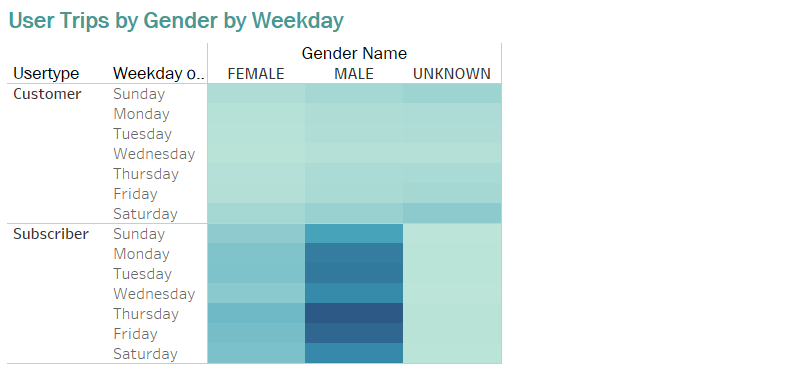 User Trips by Gender by Weekday
Gender Name
Usertype Weekday o.. FEMALE MALE UNKNOWN
Customer Sunday
Monday
Tuesday
Wednesday
Thursday
Friday
Saturday
Subscriber Sunday
Monday
Tuesday
Wednesday
Thursday
Friday
Saturday